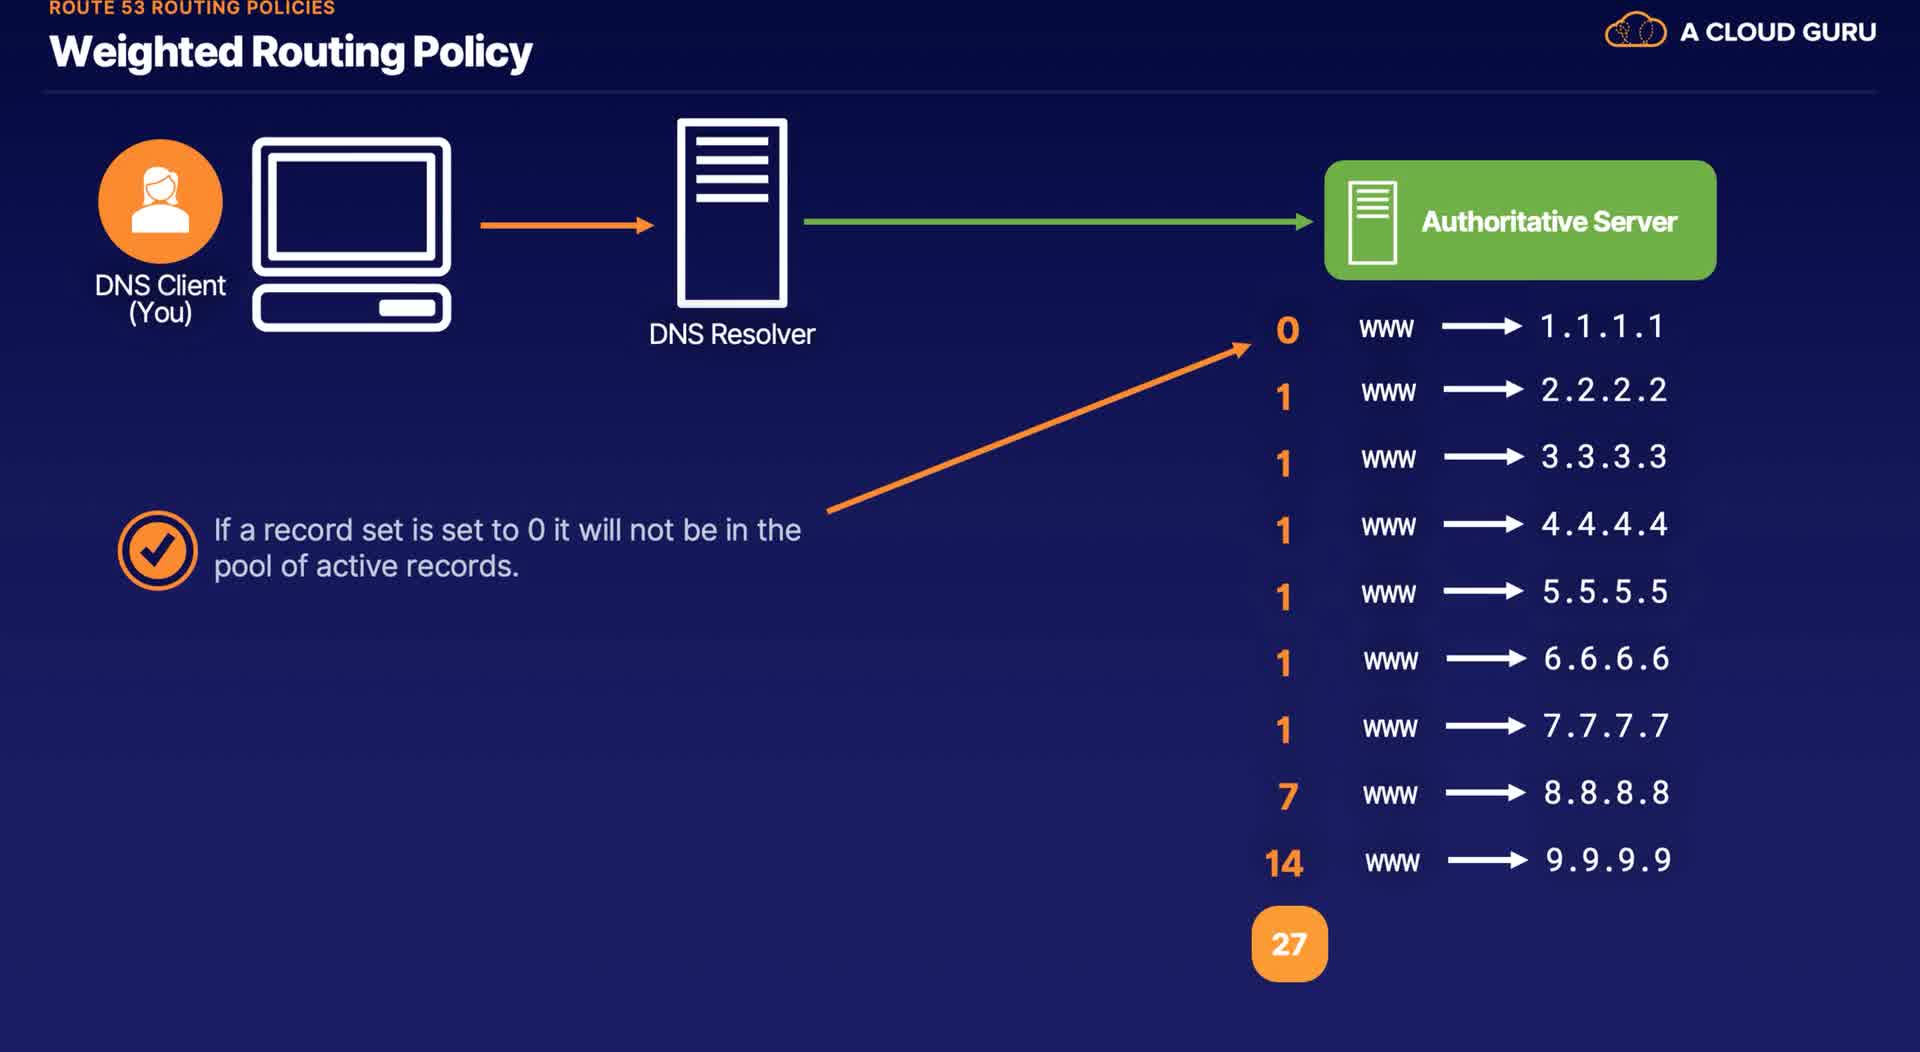 ROUTE 53 ROUTING POLICIES
Weighted Routing Policy
A CLOUD GURU
DNS Client
(You)
DNS Resolver
Authoritative Server
0 www 1.1.1.1
1 www 2.2.2.2
1 www 3.3.3.3
1 www 4.4.4.4
1 www 5.5.5.5
1 www 6.6.6.6
1 www 7.7.7.7
7 www 8.8.8.8
14 www 9.9.9.9
27
If a record set is set to 0 it will not be in the
pool of active records.